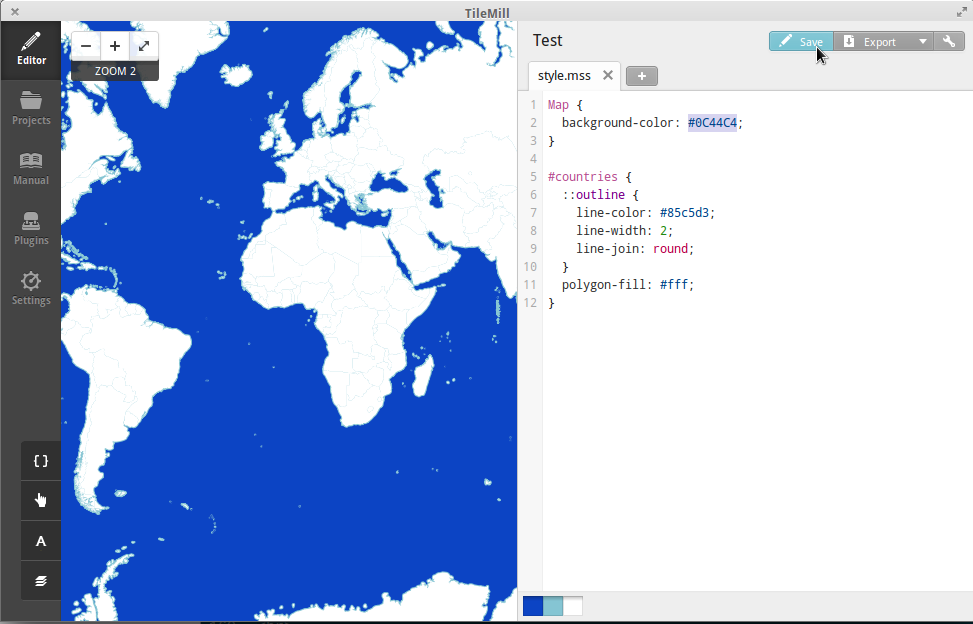 TileMill
Editor
Projects
Manual
Plugins
Settings
ZOOM 2
A
Test
Save
Export
style.mss
1 Map {
2 background-color: #0C44C4;
3 }
4
5 #countries {
6 ::outline {
7 line-color: #85c5d3;
8 line-width: 2;
9 line-join: round;
10 }
11 polygon-fill: #fff;
12 }